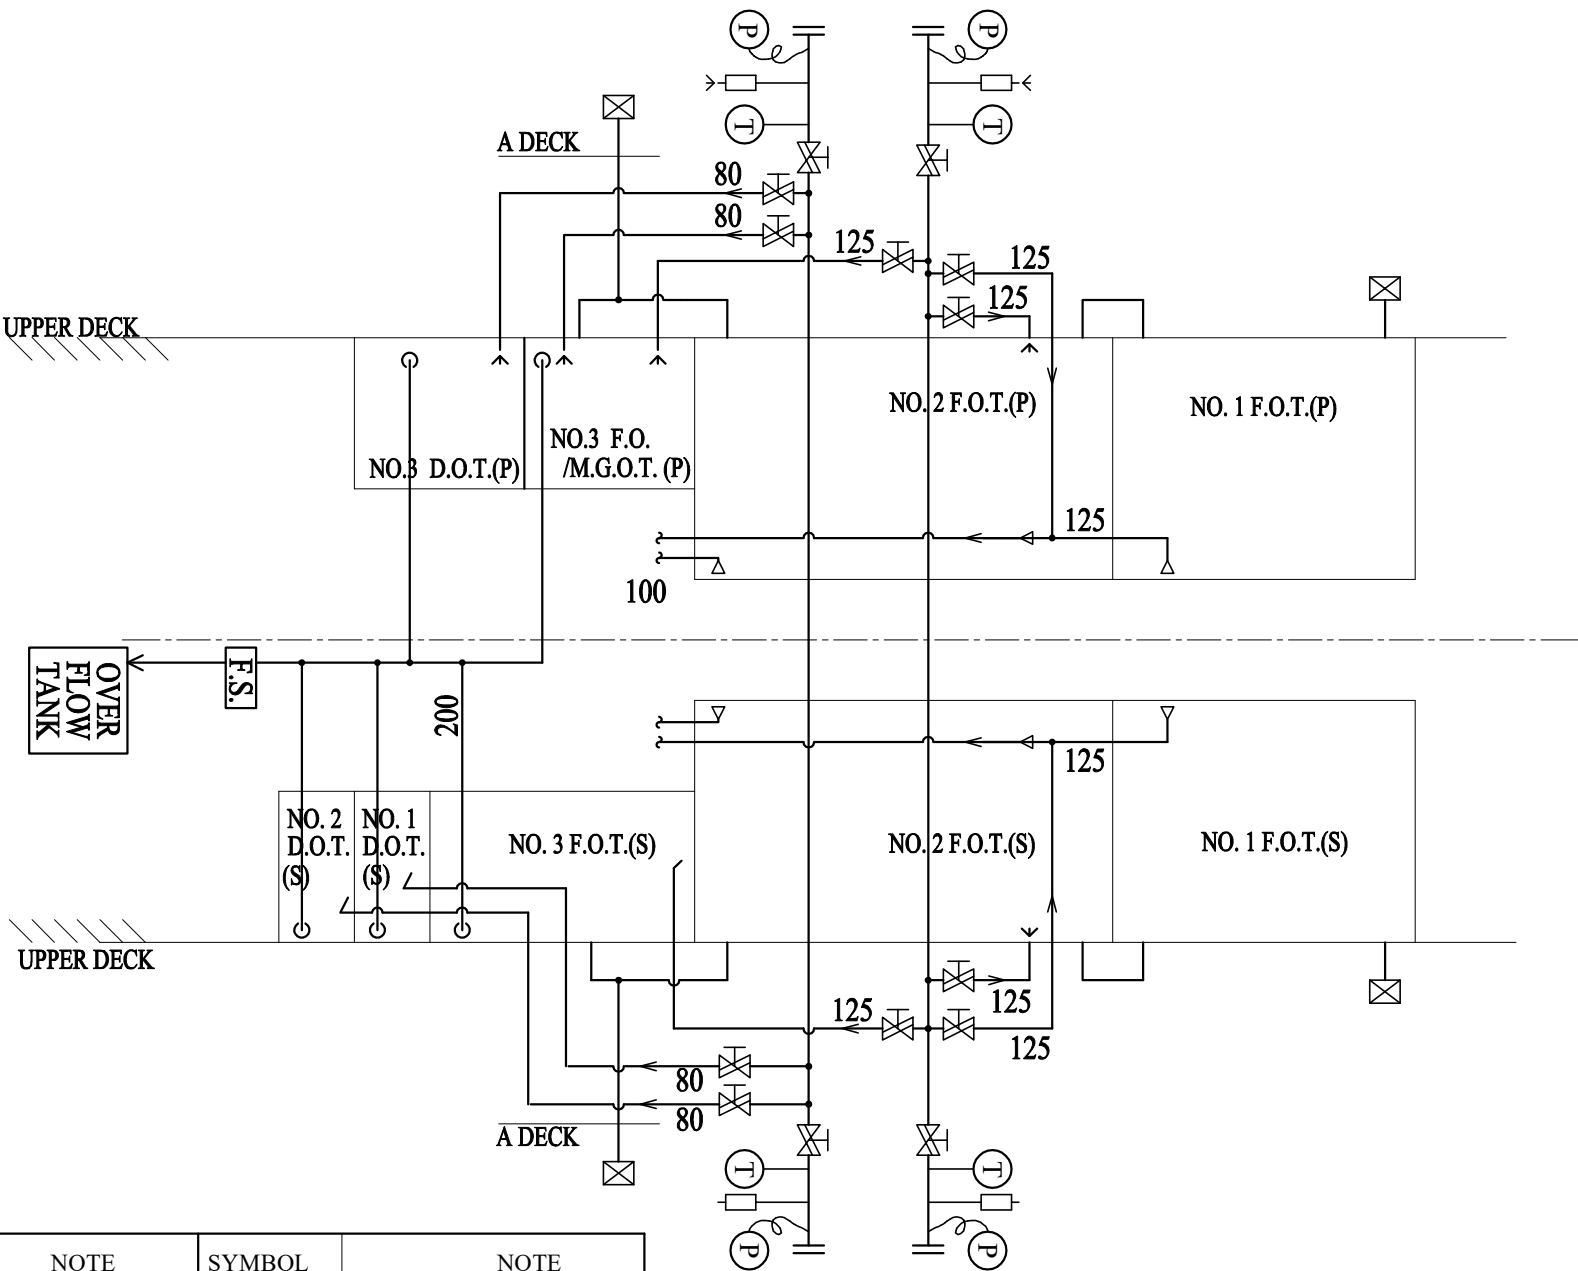 P
P
T
T
A DECK
80
80
125
125
125
UPPER DECK
NO. 2 F.O.T.(P)
NO. 1 F.O.T.(P)
NO.3 F.O.
/M.G.O.T. (P)
NO.3 D.O.T.(P)
125
100
OVER
FLOW
TANK
F.S.
200
125
NO. 2
D.O.T.
(S)
NO. 1
D.O.T.
(S)
NO. 3 F.O.T.(S)
NO. 2 F.O.T.(S)
NO. 1 F.O.T.(S)
UPPER DECK
125
125
125
80
80
A DECK
T
T
P
P
NOTE
SYMBOL
NOTE